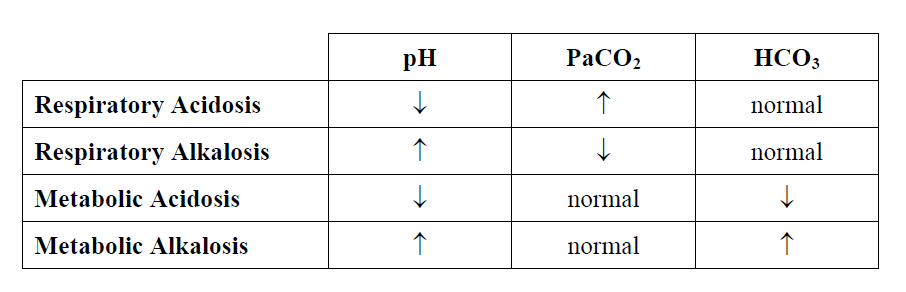 pH PaCO₂ HCO₃
Respiratory Acidosis ↓ ↑ normal
Respiratory Alkalosis ↑ ↓ normal
Metabolic Acidosis ↓ normal ↓
Metabolic Alkalosis ↑ normal ↑